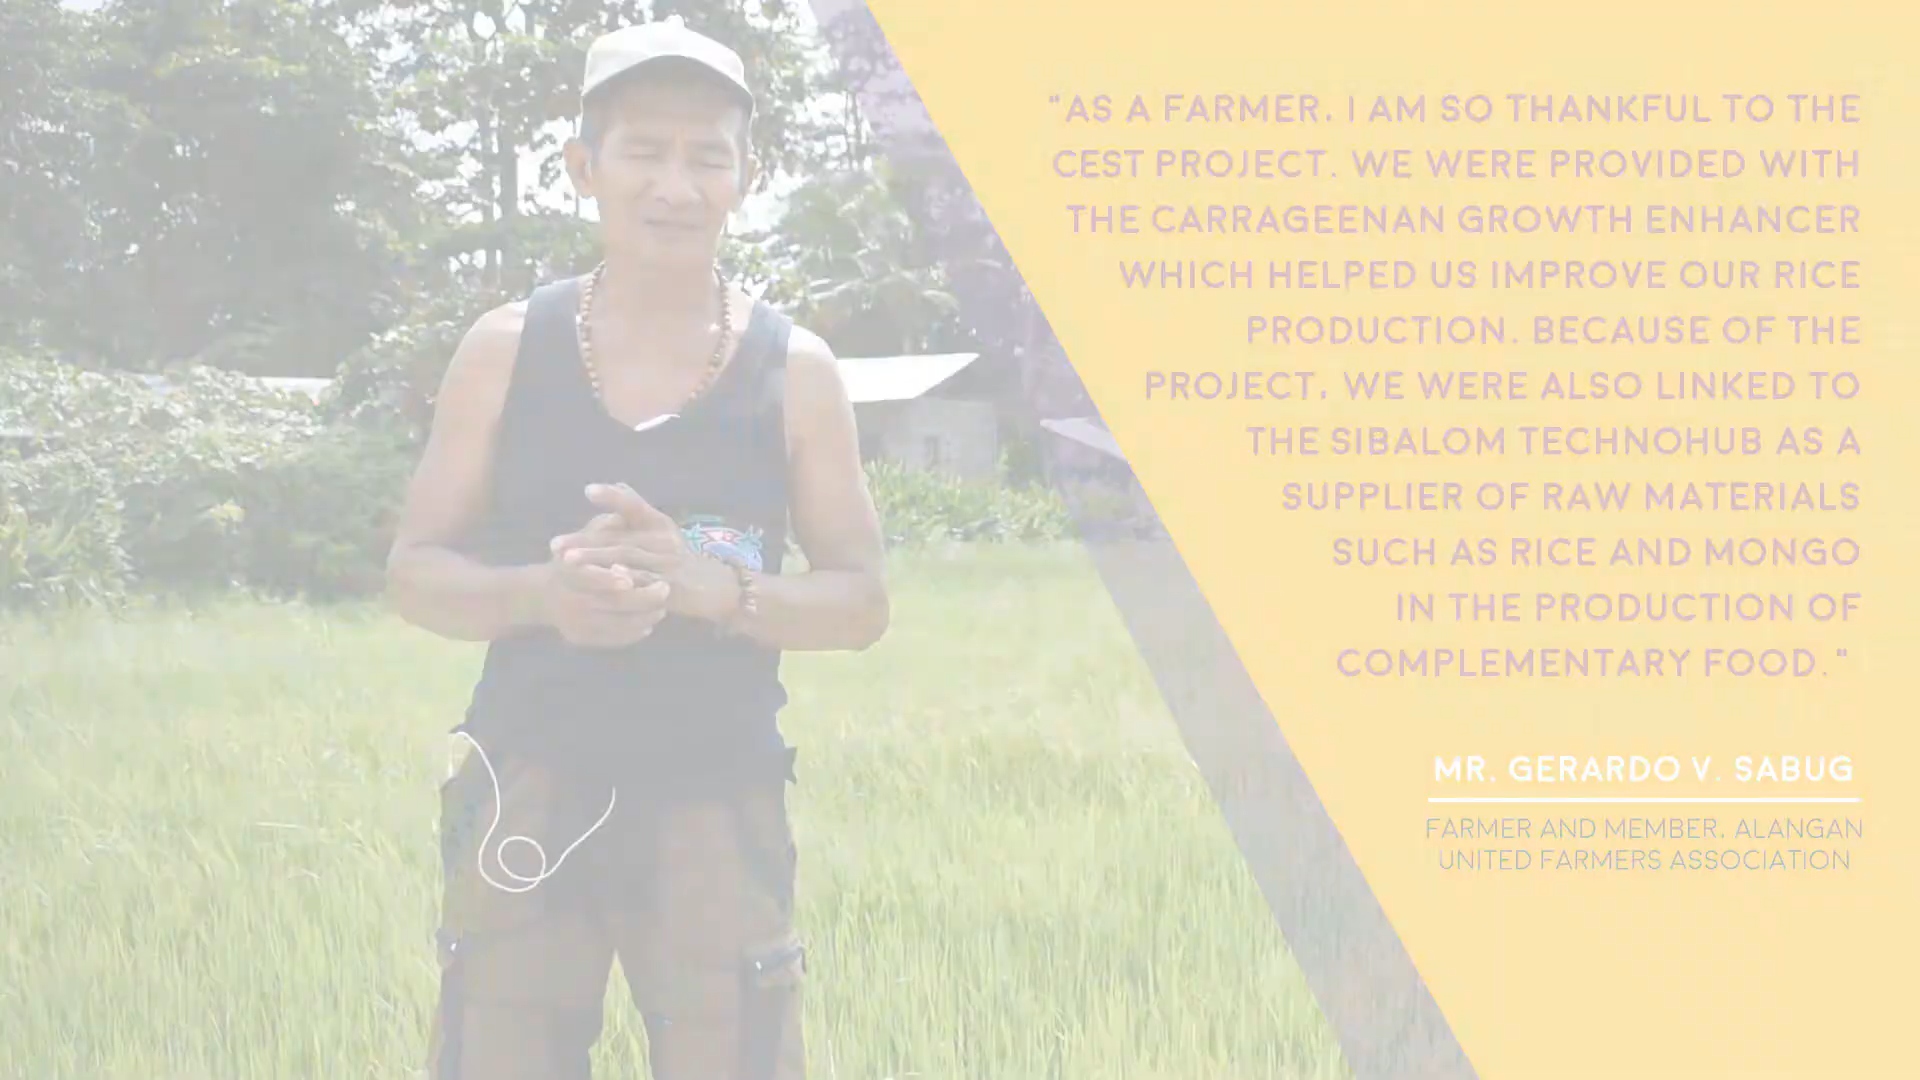 "AS A FARMER, I AM SO THANKFUL TO THE
CEST PROJECT. WE WERE PROVIDED WITH
THE CARRAGEENAN GROWTH ENHANCER
WHICH HELPED US IMPROVE OUR RICE
PRODUCTION. BECAUSE OF THE
PROJECT, WE WERE ALSO LINKED TO
THE SIBALOM TECHNOHUB AS A
SUPPLIER OF RAW MATERIALS
SUCH AS RICE AND MONGO
IN THE PRODUCTION OF
COMPLEMENTARY FOOD."
MR. GERARDO V. SABUG
FARMER AND MEMBER, ALANGAN
UNITED FARMERS ASSOCIATION